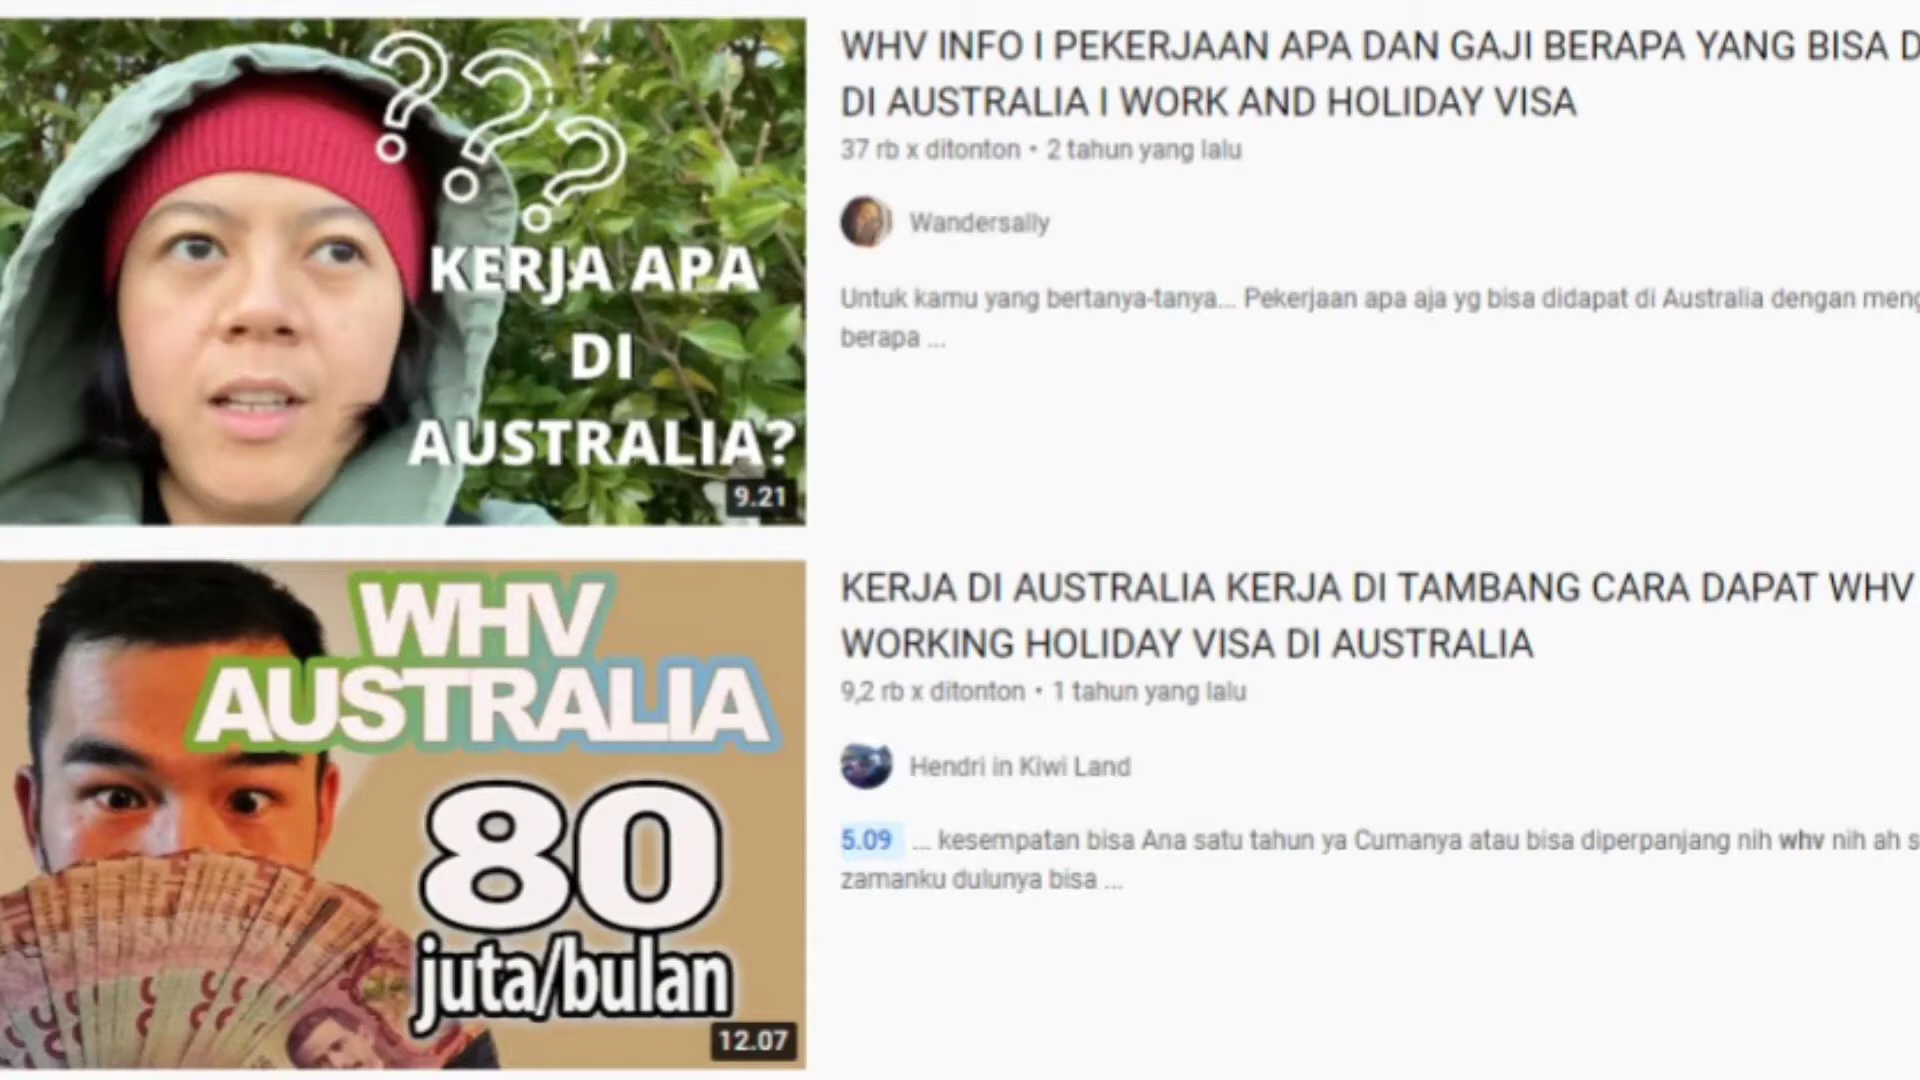 ???
KERJA APA
DI
AUSTRALIA?
9.21
WHV INFO I PEKERJAAN APA DAN GAJI BERAPA YANG BISA D
DI AUSTRALIA I WORK AND HOLIDAY VISA
37 rb x ditonton • 2 tahun yang lalu
Wandersally
Untuk kamu yang bertanya-tanya... Pekerjaan apa aja yg bisa didapat di Australia dengan meng
berapa ...
WHV
AUSTRALIA
80
juta/bulan
12.07
KERJA DI AUSTRALIA KERJA DI TAMBANG CARA DAPAT WHV
WORKING HOLIDAY VISA DI AUSTRALIA
9,2 rb x ditonton • 1 tahun yang lalu
Hendri in Kiwi Land
5.09 ... kesempatan bisa Ana satu tahun ya Cumanya atau bisa diperpanjang nih whv nih ah s
zamanku dulunya bisa ...